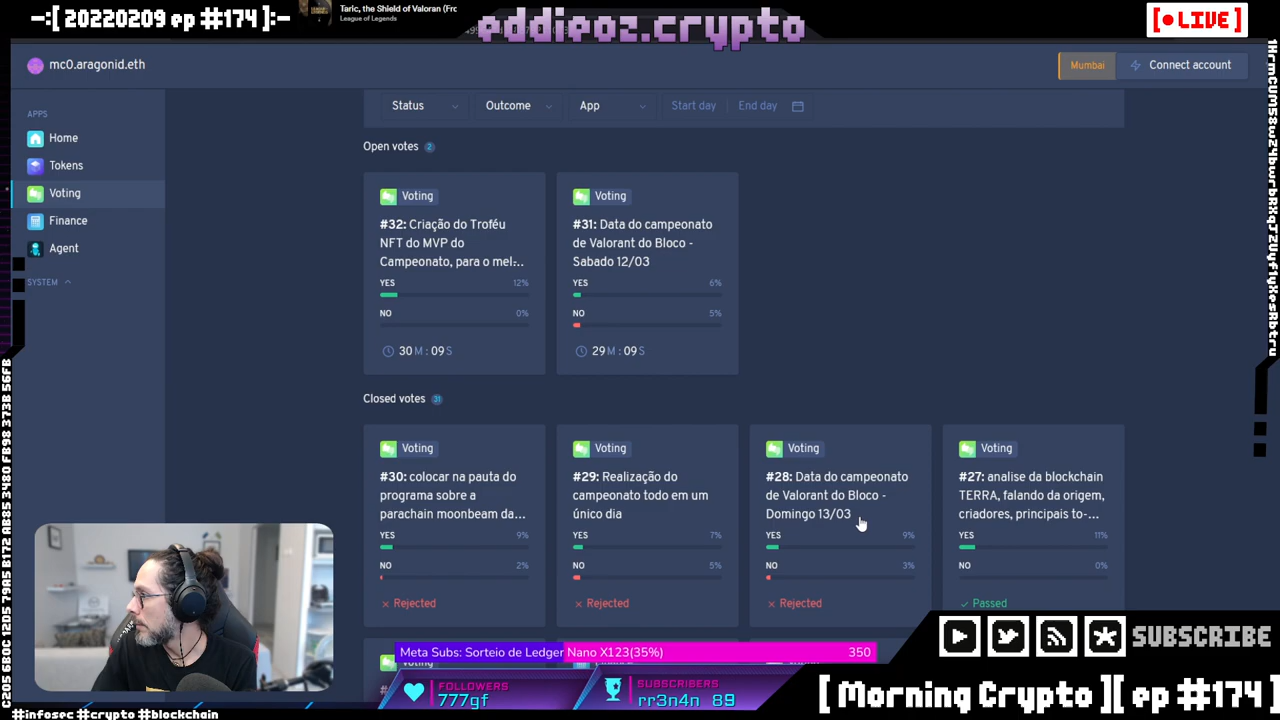 -:[ 20220209 ep #174 ]:-
Taric, the Shield of Valoran (Frc
League of Legends
eddieoz.crypto
[●LIVE]
mc0.aragonid.eth
Mumbai
Connect account
APPS
Home
Tokens
Voting
Finance
Agent
SYSTEM
Status
Outcome
App
Start day
End day
Open votes 2
Voting
#32: Criação do Troféu
NFT do MVP do
Campeonato, para o mel-...
YES 12%
NO 0%
30 M : 09 S
Voting
#31: Data do campeonato
de Valorant do Bloco -
Sabado 12/03
YES 6%
NO 5%
29 M : 09 S
Closed votes 31
Voting
#30: colocar na pauta do
programa sobre a
parachain moonbeam da...
YES 9%
NO 2%
Rejected
Voting
#29: Realização do
campeonato todo em um
único dia
YES 7%
NO 5%
Rejected
Voting
#28: Data do campeonato
de Valorant do Bloco -
Domingo 13/03
YES 9%
NO 3%
Rejected
Voting
#27: analise da blockchain
TERRA, falando da origem,
criadores, principais to-...
YES 11%
NO 0%
Passed
Meta Subs: Sorteio de Ledger Nano X123(35%) 350
FOLLOWERS
777gf
SUBSCRIBERS
rr3n4n 89
SUBSCRIBE
[ Morning Crypto ][ ep #174 ]
#infosec #crypto #blockchain